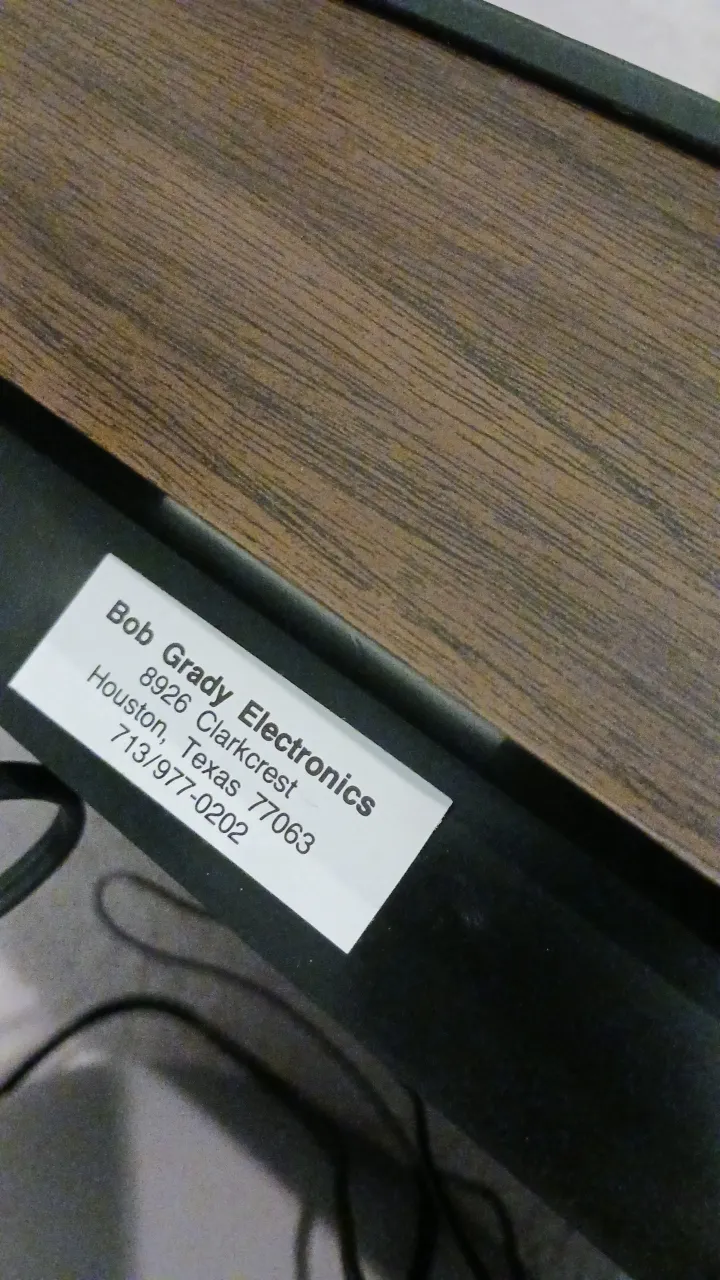 Bob Grady Electronics
8926 Clarkcrest
Houston, Texas 77063
713/977-0202